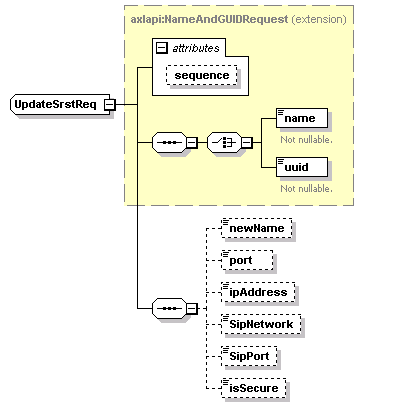 axlapi:NameAndGUIDRequest (extension)
attributes
sequence
UpdateSrstReq
name
Not nullable.
uuid
Not nullable.
newName
port
ipAddress
SipNetwork
SipPort
isSecure